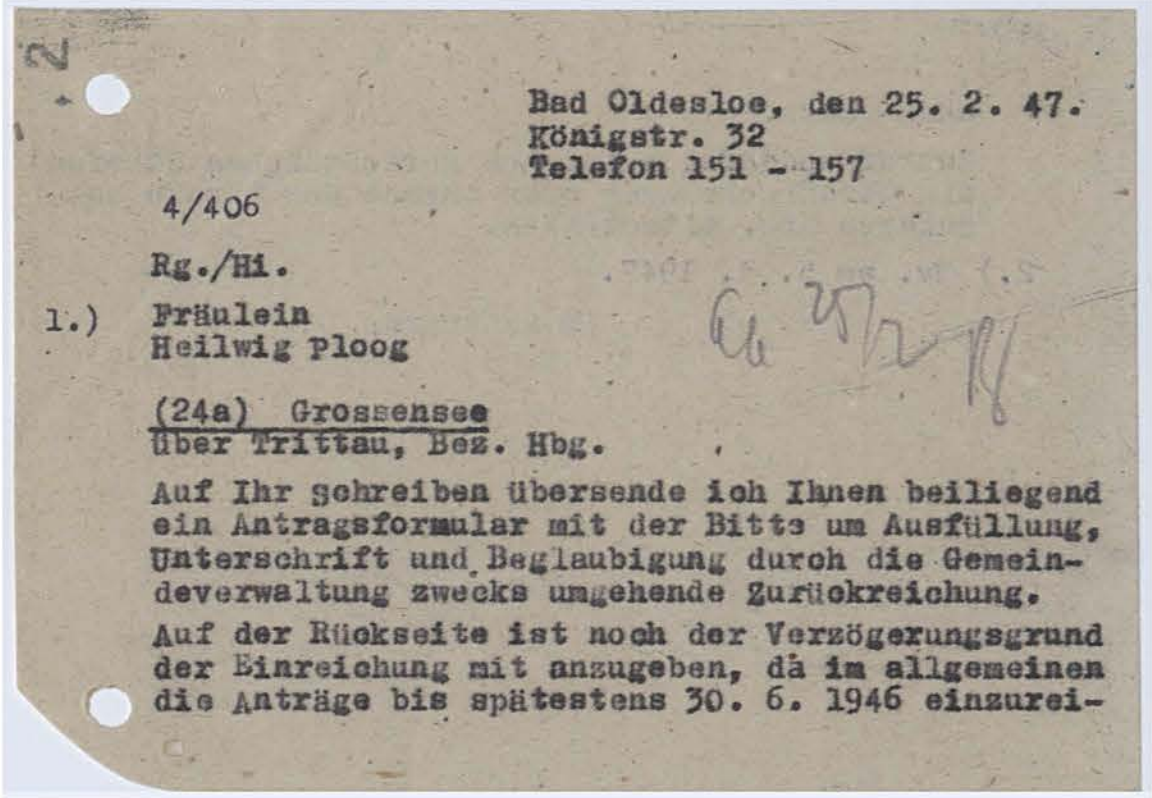 2
Bad Oldesloe, den 25. 2. 47.
Königstr. 32
Telefon 151 - 157
4/406
Rg./Hi.
1.) Fräulein
Heilwig Ploog
(24a) Grossensee
über Trittau, Bez. Hbg.
Auf Ihr Schreiben übersende ich Ihnen beiliegend
ein Antragsformular mit der Bitte um Ausfüllung,
Unterschrift und Beglaubigung durch die Gemein-
deverwaltung zwecks umgehende Zurückreichung.
Auf der Rückseite ist noch der Verzögerungsgrund
der Einreichung mit anzugeben, da im allgemeinen
die Anträge bis spätestens 30. 6. 1946 einzurei-